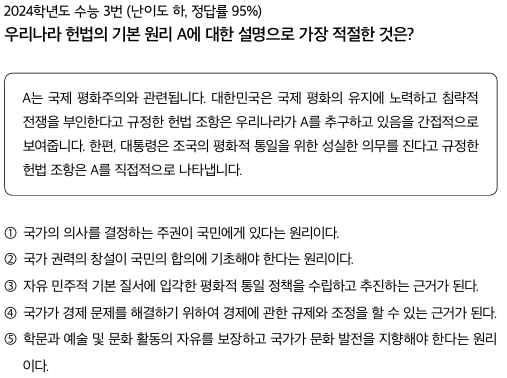 2024학년도 수능 3번 (난이도 하, 정답률 95%)
우리나라 헌법의 기본 원리 A에 대한 설명으로 가장 적절한 것은?
A는 국제 평화주의와 관련됩니다. 대한민국은 국제 평화의 유지에 노력하고 침략적
전쟁을 부인한다고 규정한 헌법 조항은 우리나라가 A를 추구하고 있음을 간접적으로
보여줍니다. 한편, 대통령은 조국의 평화적 통일을 위한 성실한 의무를 진다고 규정한
헌법 조항은 A를 직접적으로 나타냅니다.
① 국가의 의사를 결정하는 주권이 국민에게 있다는 원리이다.
② 국가 권력의 창설이 국민의 합의에 기초해야 한다는 원리이다.
③ 자유 민주적 기본 질서에 입각한 평화적 통일 정책을 수립하고 추진하는 근거가 된다.
④ 국가가 경제 문제를 해결하기 위하여 경제에 관한 규제와 조정을 할 수 있는 근거가 된다.
⑤ 학문과 예술 및 문화 활동의 자유를 보장하고 국가가 문화 발전을 지향해야 한다는 원리
이다.